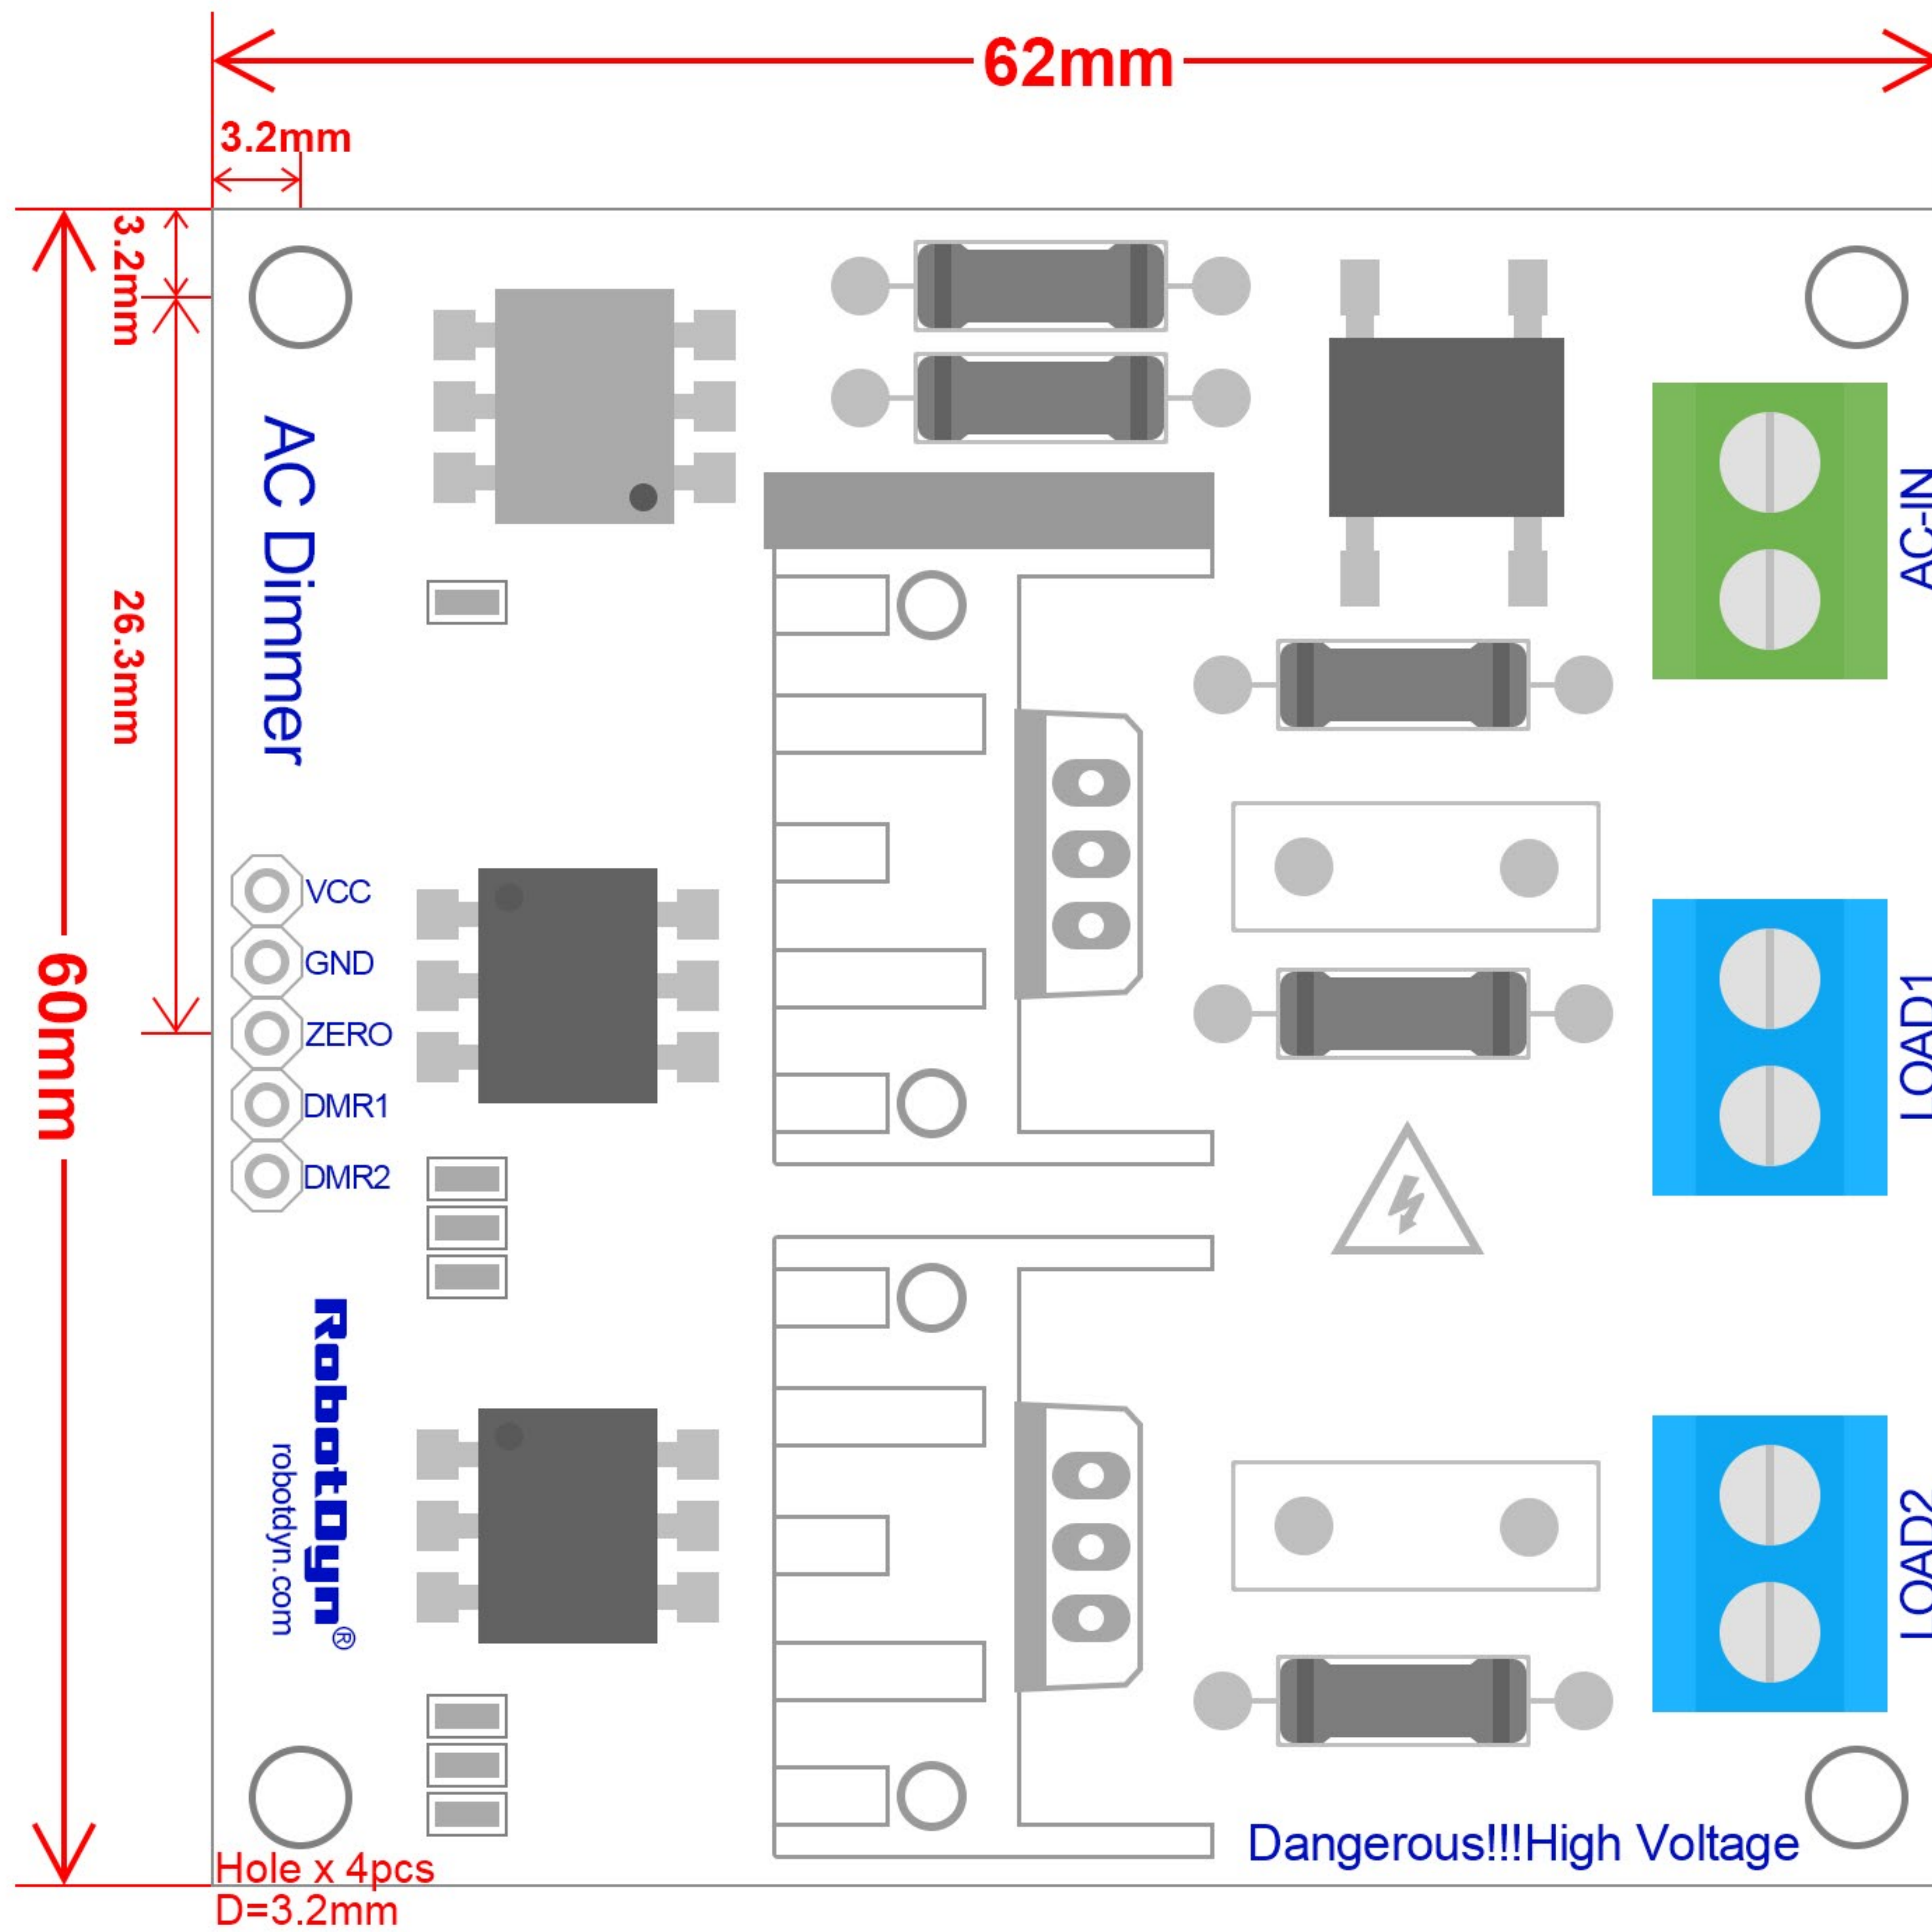 62mm
3.2mm
3.2mm
26.3mm
60mm
AC Dimmer
VCC
GND
ZERO
DMR1
DMR2
RobotDyn®
robotdyn.com
AC-IN
LOAD1
LOAD2
Dangerous!!!High Voltage
Hole x 4pcs
D=3.2mm